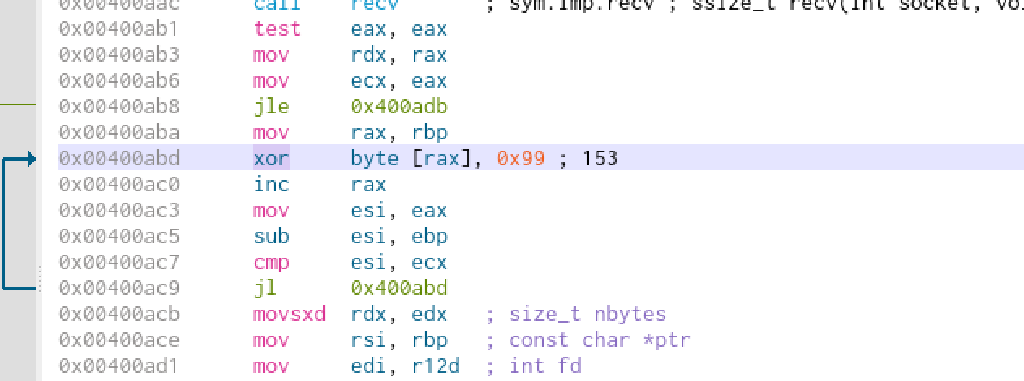 0x00400aac call recv ; sym.imp.recv ; ssize_t recv(int socket, voi
0x00400ab1 test eax, eax
0x00400ab3 mov rdx, rax
0x00400ab6 mov ecx, eax
0x00400ab8 jle 0x400adb
0x00400aba mov rax, rbp
0x00400abd xor byte [rax], 0x99 ; 153
0x00400ac0 inc rax
0x00400ac3 mov esi, eax
0x00400ac5 sub esi, ebp
0x00400ac7 cmp esi, ecx
0x00400ac9 jl 0x400abd
0x00400acb movsxd rdx, edx ; size_t nbytes
0x00400ace mov rsi, rbp ; const char *ptr
0x00400ad1 mov edi, r12d ; int fd